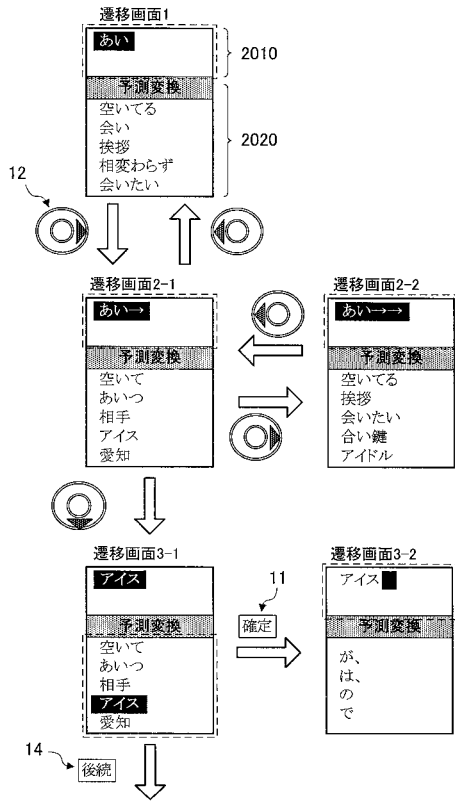 遷移画面1
あい
2010
予測変換
空いてる
会い
挨拶
相変わらず
会いたい
2020
12
遷移画面2-1
あい→
予測変換
空いて
あいつ
相手
アイス
愛知
遷移画面2-2
あい→→
予測変換
空いてる
挨拶
会いたい
合い鍵
アイドル
遷移画面3-1
アイス
予測変換
空いて
あいつ
相手
アイス
愛知
11
確定
遷移画面3-2
アイス
予測変換
が、
は、
の
で
14
後続